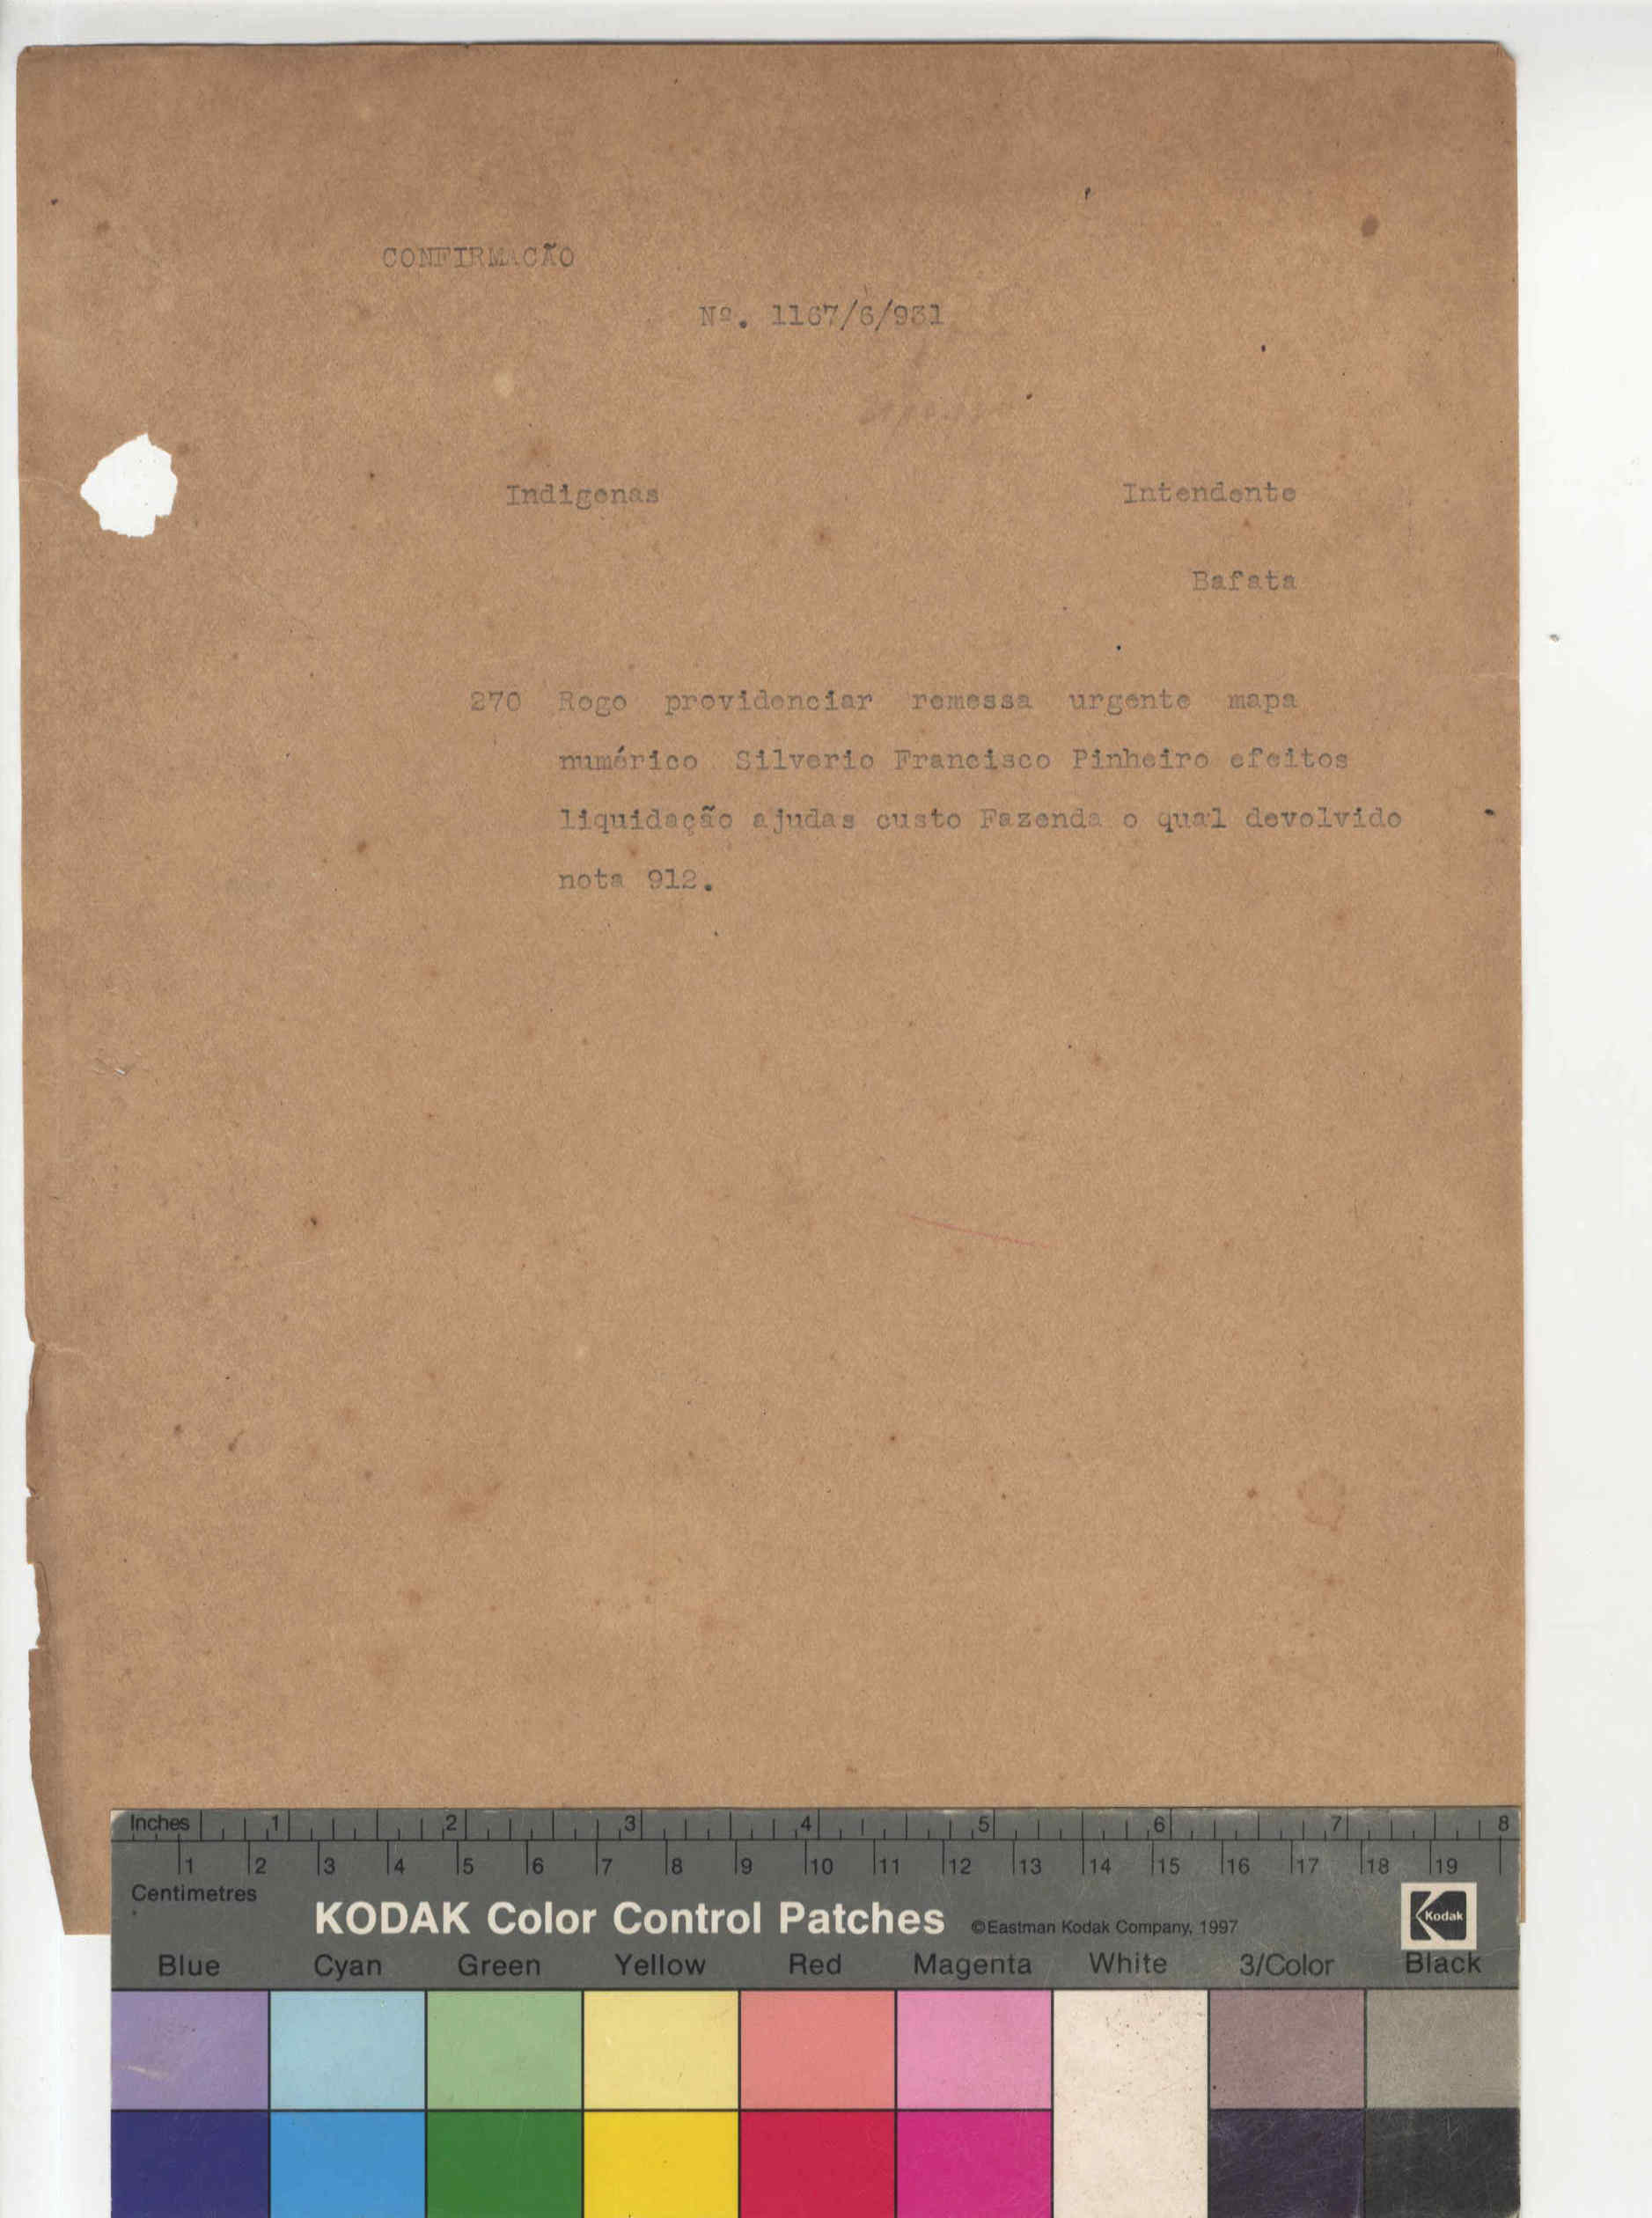 CONFIRMAÇÃO
Nº. 1167/6/931
Indigenas Intendente
Bafata
270 Rogo providenciar remessa urgente mapa
numérico Silverio Francisco Pinheiro efeitos
liquidação ajudas custo Fazenda o qual devolvido
nota 912.
Inches 1 2 3 4 5 6 7 8
1 2 3 4 5 6 7 8 9 10 11 12 13 14 15 16 17 18 19
Centimetres
KODAK Color Control Patches ©Eastman Kodak Company, 1997 Kodak
Blue Cyan Green Yellow Red Magenta White 3/Color Black